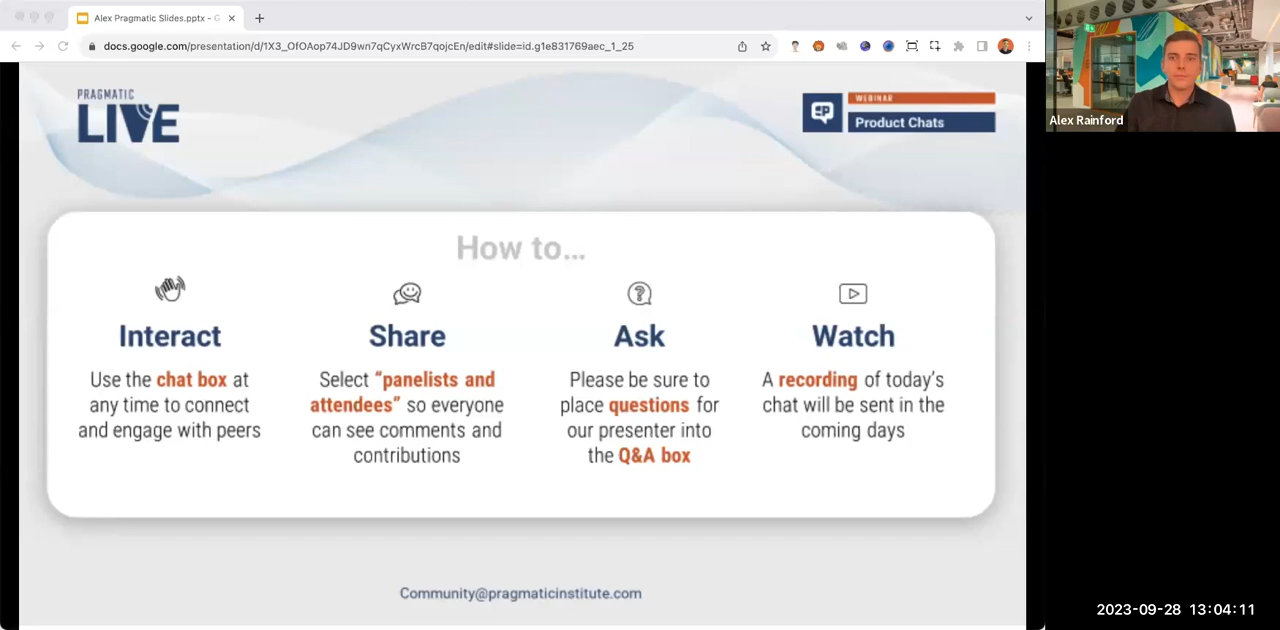 Alex Pragmatic Slides.pptx - G
docs.google.com/presentation/d/1X3_OfOAop74JD9wn7qCyxWrcB7qojcEn/edit#slide=id.g1e831769aec_1_25
PRAGMATIC
LIVE
WEBINAR
Product Chats
Alex Rainford
How to...
Interact
Use the chat box at
any time to connect
and engage with peers
Share
Select “panelists and
attendees” so everyone
can see comments and
contributions
Ask
Please be sure to
place questions for
our presenter into
the Q&A box
Watch
A recording of today’s
chat will be sent in the
coming days
Community@pragmaticinstitute.com
2023-09-28 13:04:11